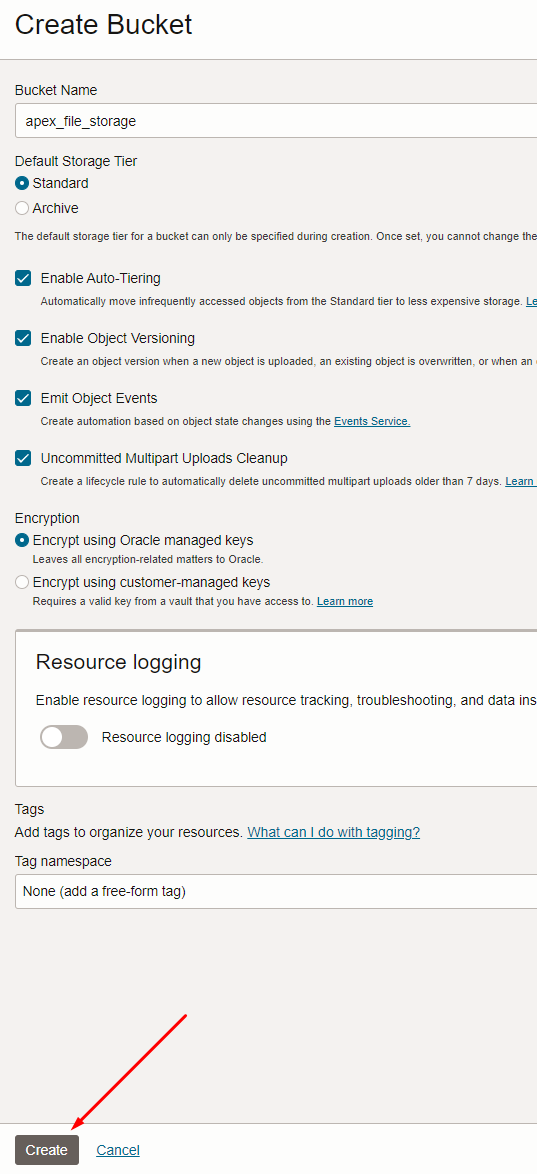 Create Bucket
Bucket Name
apex_file_storage
Default Storage Tier
Standard
Archive
The default storage tier for a bucket can only be specified during creation. Once set, you cannot change the
Enable Auto-Tiering
Automatically move infrequently accessed objects from the Standard tier to less expensive storage. Le
Enable Object Versioning
Create an object version when a new object is uploaded, an existing object is overwritten, or when an
Emit Object Events
Create automation based on object state changes using the Events Service.
Uncommitted Multipart Uploads Cleanup
Create a lifecycle rule to automatically delete uncommitted multipart uploads older than 7 days. Learn
Encryption
Encrypt using Oracle managed keys
Leaves all encryption-related matters to Oracle.
Encrypt using customer-managed keys
Requires a valid key from a vault that you have access to. Learn more
Resource logging
Enable resource logging to allow resource tracking, troubleshooting, and data ins
Resource logging disabled
Tags
Add tags to organize your resources. What can I do with tagging?
Tag namespace
None (add a free-form tag)
Create Cancel